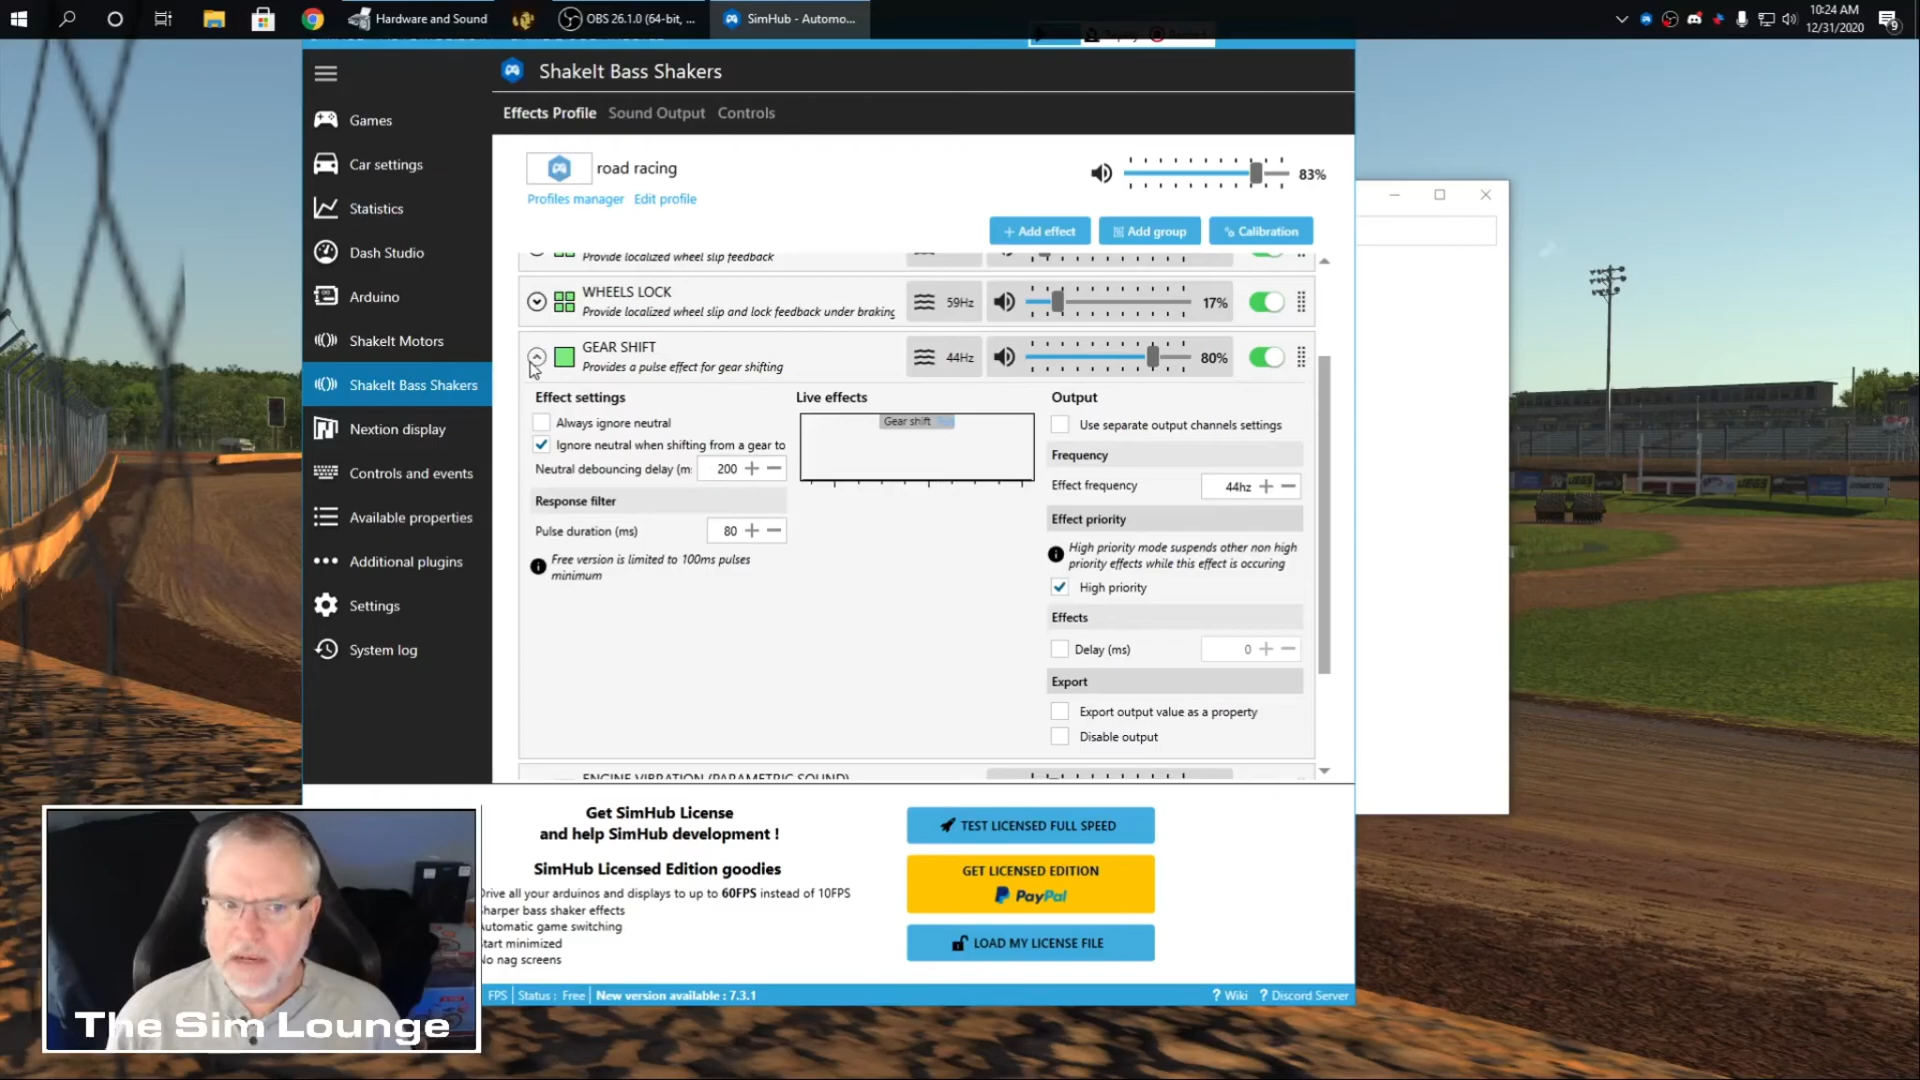 Hardware and Sound
OBS 26.1.0 (64-bit, ...
SimHub - Automo...
10:24 AM
12/31/2020
9
ShakeIt Bass Shakers
Effects Profile
Sound Output
Controls
Games
Car settings
Statistics
Dash Studio
Arduino
ShakeIt Motors
ShakeIt Bass Shakers
Nextion display
Controls and events
Available properties
Additional plugins
Settings
System log
road racing
83%
Profiles manager
Edit profile
+ Add effect
Add group
Calibration
Provide localized wheel slip feedback
WHEELS LOCK
Provide localized wheel slip and lock feedback under braking
59Hz
17%
GEAR SHIFT
Provides a pulse effect for gear shifting
44Hz
80%
Effect settings
Always ignore neutral
Ignore neutral when shifting from a gear to
Neutral debouncing delay (m:
200 + −
Response filter
Pulse duration (ms)
80 + −
Free version is limited to 100ms pulses
minimum
Live effects
Gear shift
Output
Use separate output channels settings
Frequency
Effect frequency
44hz + −
Effect priority
High priority mode suspends other non high
priority effects while this effect is occuring
High priority
Effects
Delay (ms)
0 + −
Export
Export output value as a property
Disable output
ENGINE VIBRATION (PARAMETRIC SOUND)
Get SimHub License
and help SimHub development !
SimHub Licensed Edition goodies
Drive all your arduinos and displays to up to 60FPS instead of 10FPS
Sharper bass shaker effects
Automatic game switching
Start minimized
No nag screens
TEST LICENSED FULL SPEED
GET LICENSED EDITION
PayPal
LOAD MY LICENSE FILE
FPS
Status : Free
New version available : 7.3.1
? Wiki
? Discord Server
The Sim Lounge